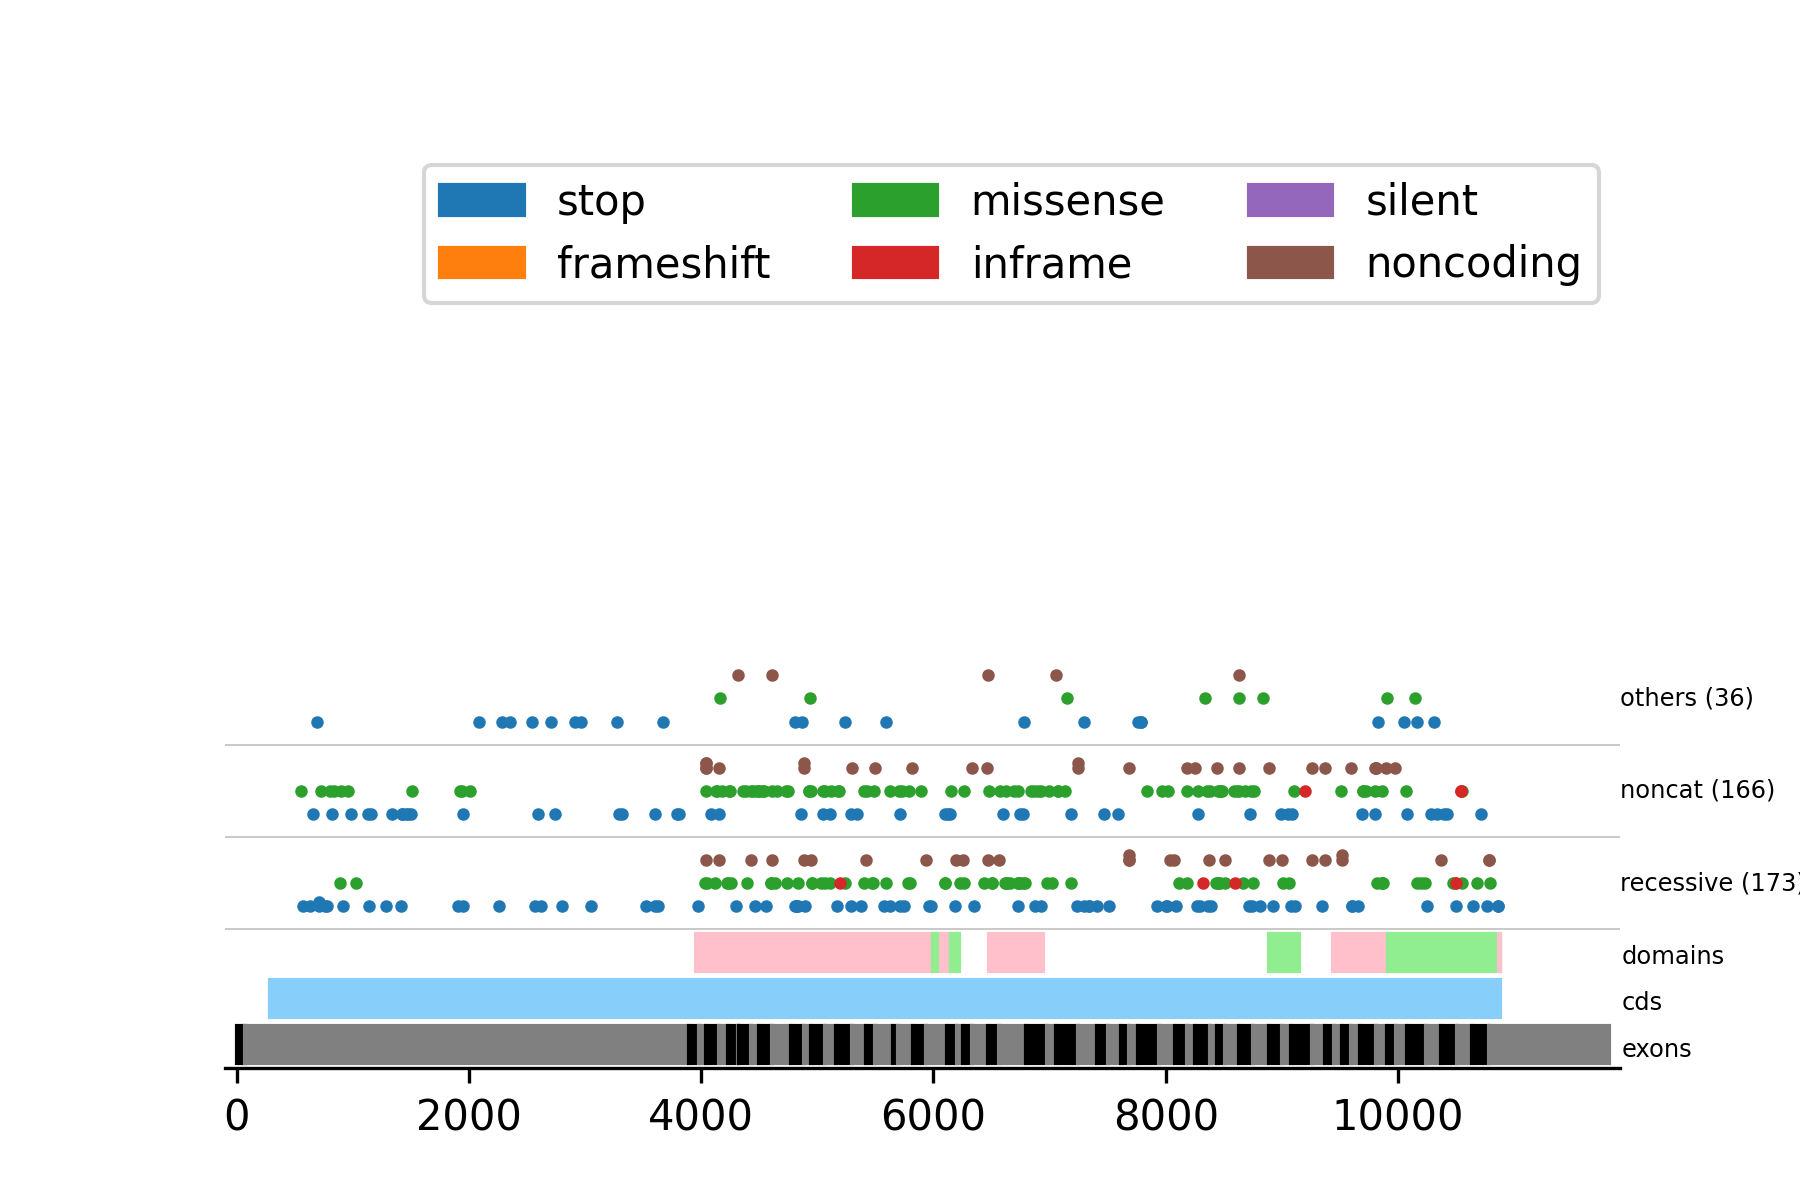 stop missense silent
frameshift inframe noncoding
others (36)
noncat (166)
recessive (173)
domains
cds
exons
0 2000 4000 6000 8000 10000